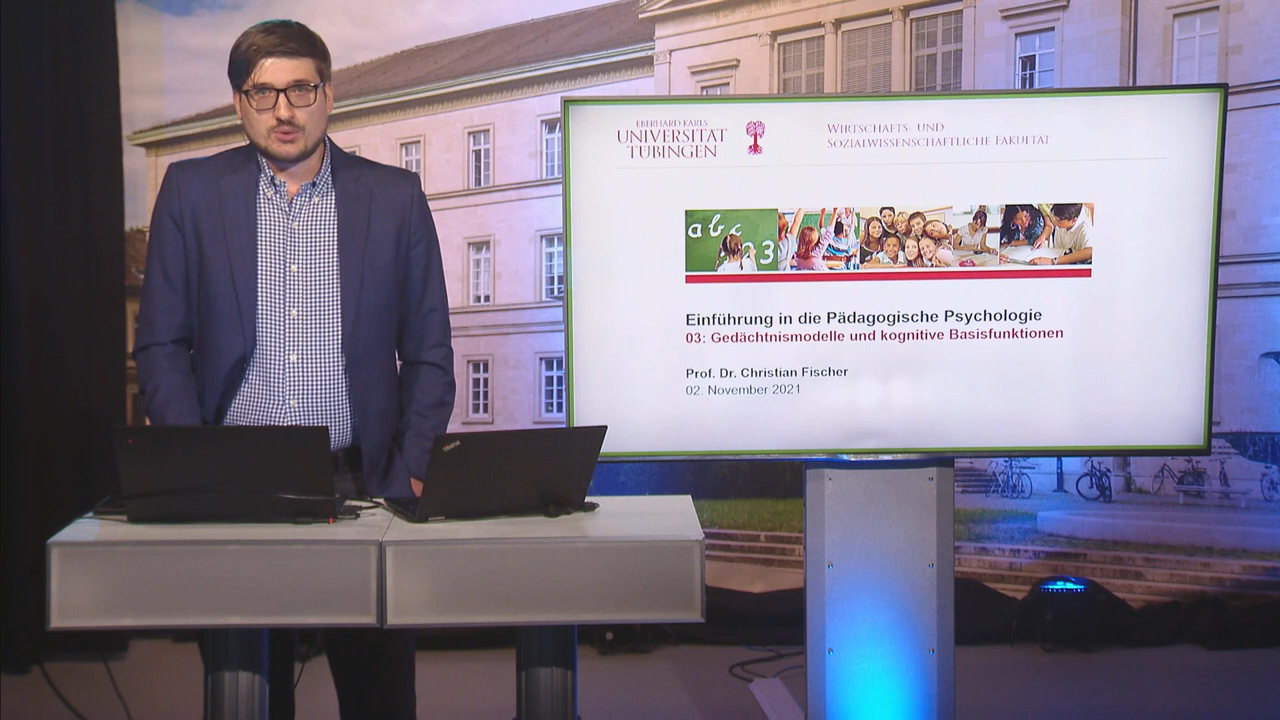 EBERHARD KARLS
UNIVERSITÄT
TÜBINGEN
WIRTSCHAFTS- UND
SOZIALWISSENSCHAFTLICHE FAKULTÄT
abc
3
Einführung in die Pädagogische Psychologie
03: Gedächtnismodelle und kognitive Basisfunktionen
Prof. Dr. Christian Fischer
02. November 2021
ThinkPad